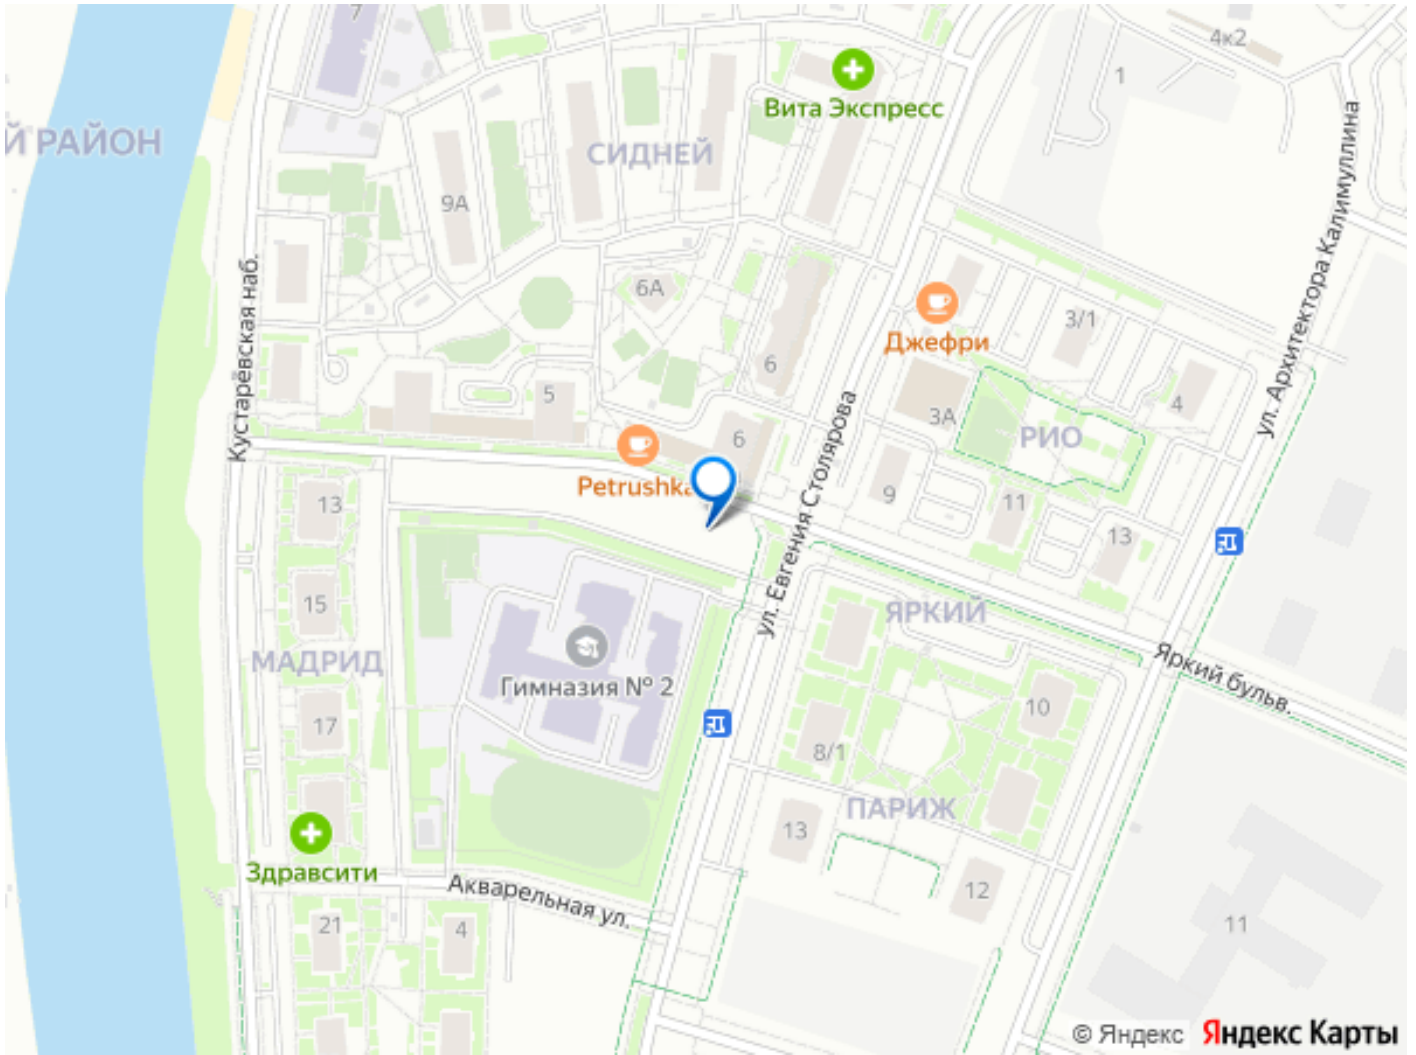 7
4к2
1
Вита Экспресс
Й РАЙОН
СИДНЕЙ
9А
ул. Архитектора Калимуллина
6А
Кустаревская наб.
3/1
Джефри
6
5
3А
4
РИО
6
ул. Евгения Столярова
Petrushka
9
11
13
13
15
ЯРКИЙ
МАДРИД
Яркий бульв.
Гимназия № 2
10
17
8/1
ПАРИЖ
13
Здравсити
Акварельная ул.
12
21
4
11
© Яндекс Яндекс Карты